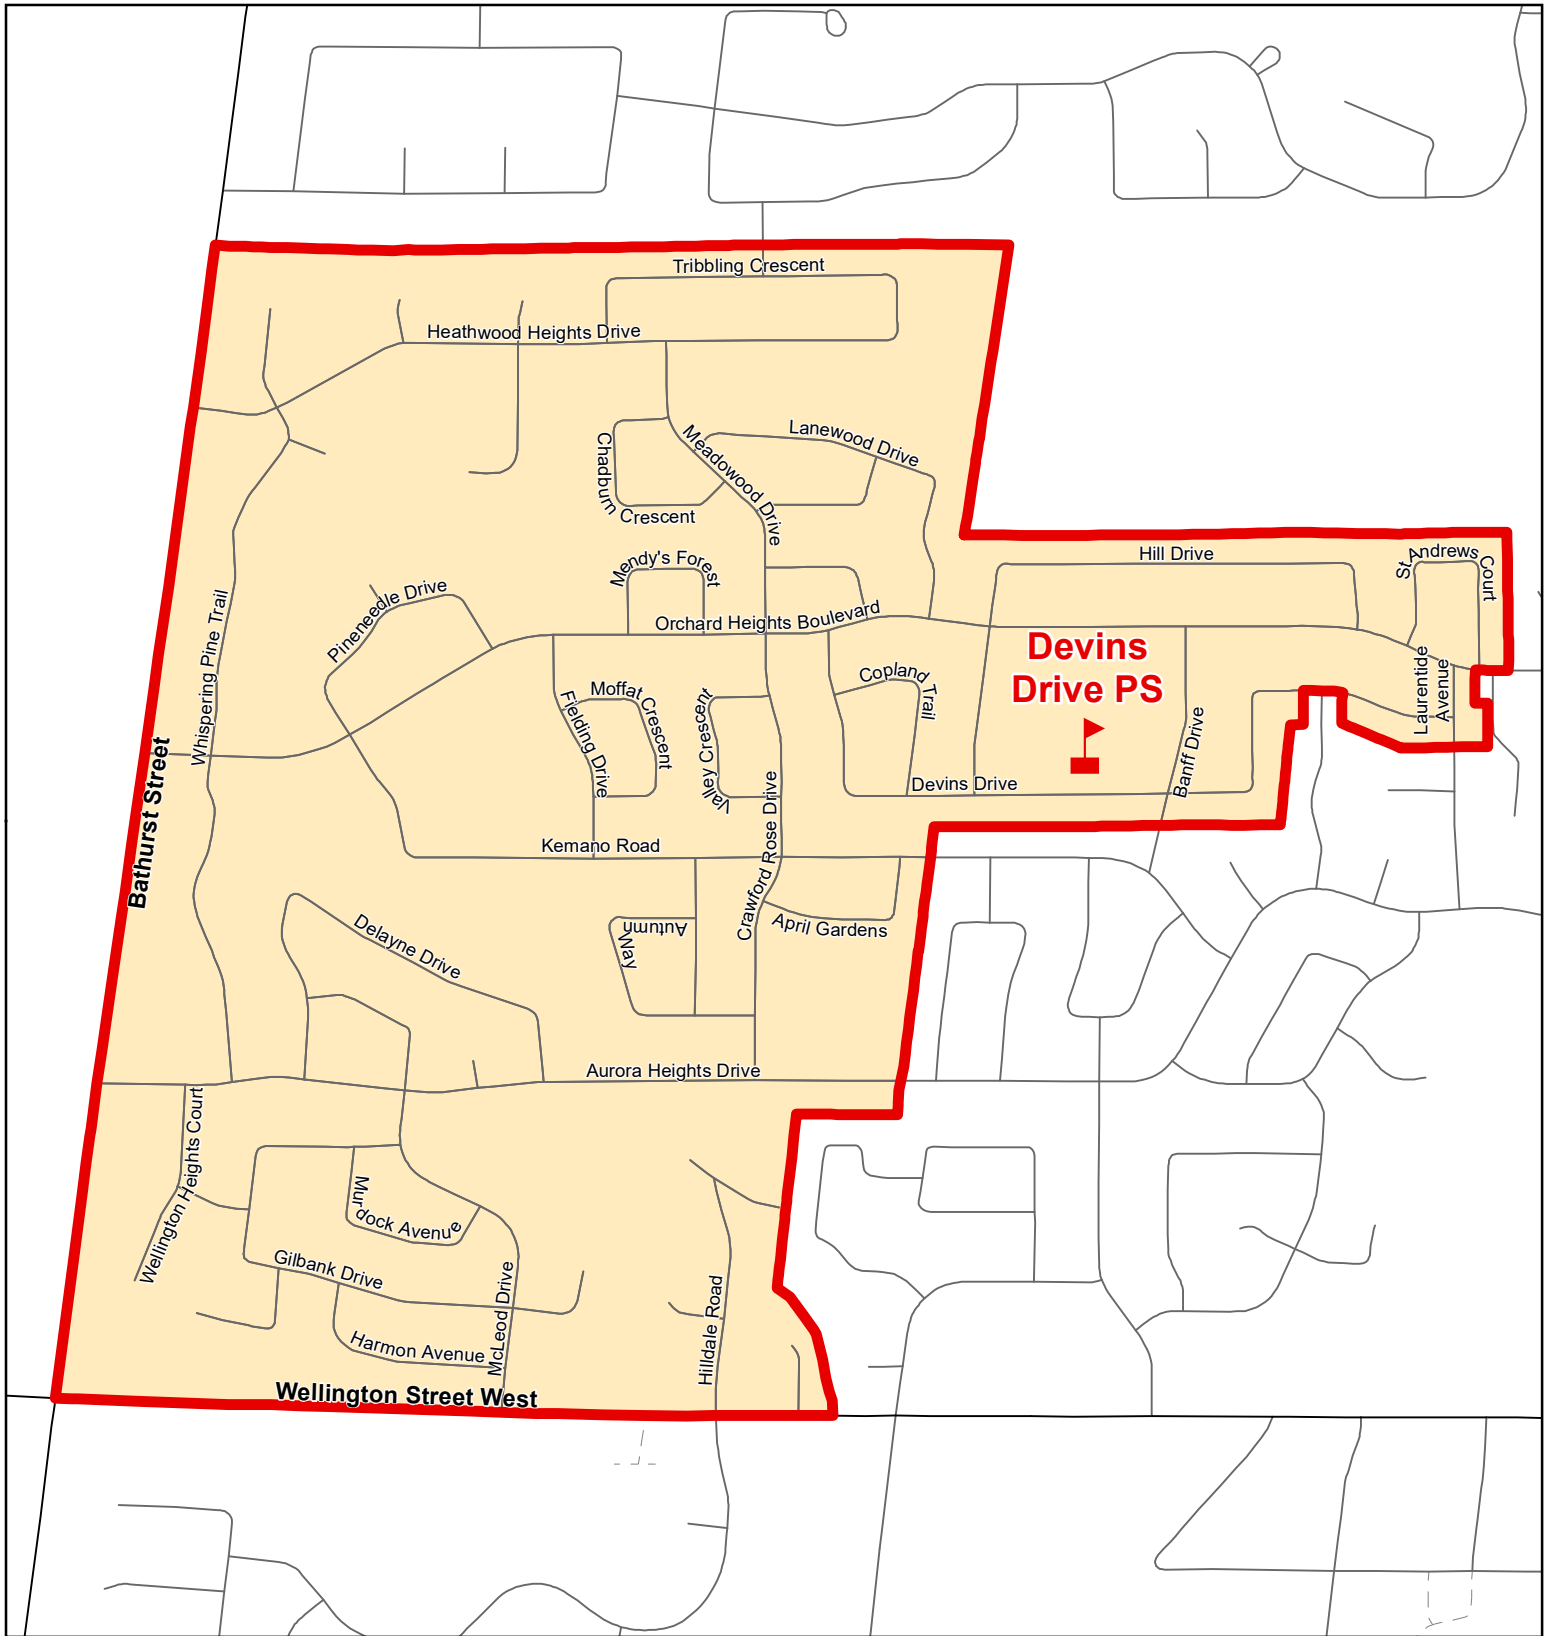 Tribbling Crescent
Heathwood Heights Drive
Lanewood Drive
Meadowood Drive
Chadburn
Crescent
Hill Drive
St Andrews
Court
Mendy's Forest
Pineneedle Drive
Orchard Heights Boulevard
Whispering Pine Trail
Devins
Drive PS
Copland
Trail
Laurentide
Avenue
Moffat
Crescent
Fielding Drive
Valley Crescent
Banff Drive
Devins Drive
Bathurst Street
Crawford Rose Drive
Kemano Road
Delayne Drive
Autumn
Way
April Gardens
Aurora Heights Drive
Wellington Heights Court
Mur
dock Avenue
Gilbank Drive
McLeod Drive
Hilldale Road
Harmon Avenue
Wellington Street West